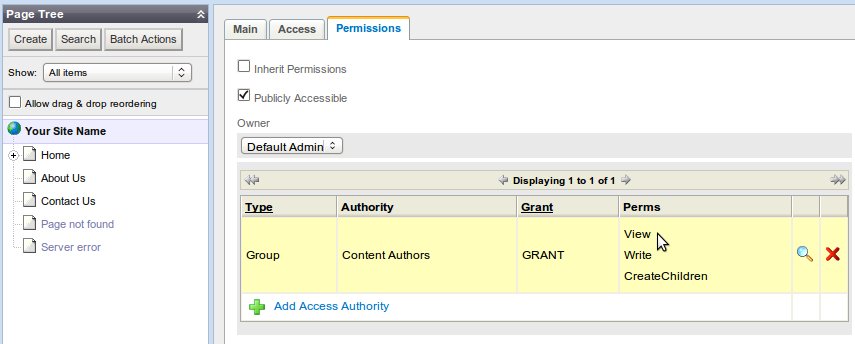 Page Tree
Create Search Batch Actions
Show: All items
Allow drag & drop reordering
Your Site Name
Home
About Us
Contact Us
Page not found
Server error
Main Access Permissions
Inherit Permissions
Publicly Accessible
Owner
Default Admin
Displaying 1 to 1 of 1
Type Authority Grant Perms
Group Content Authors GRANT View
Write
CreateChildren
Add Access Authority